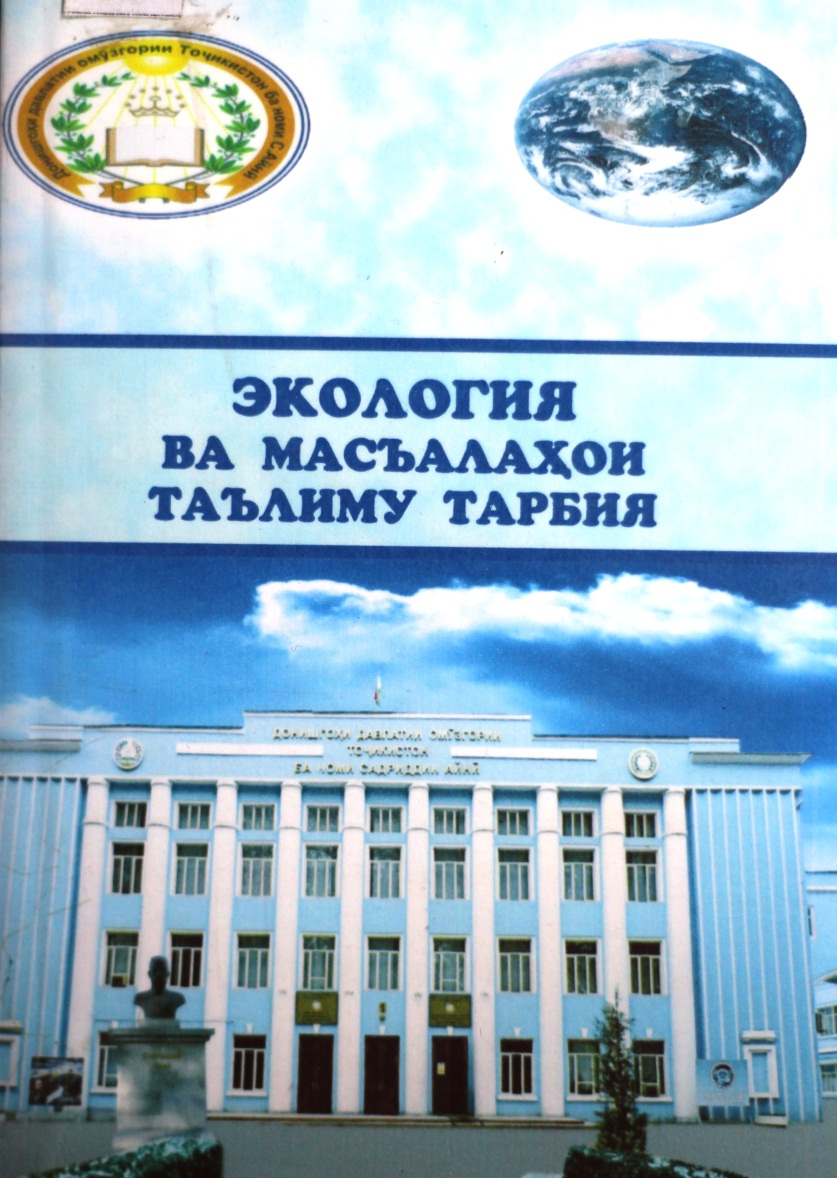 Донишгоҳи давлатии омӯзгории Тоҷикистон ба номи С.Айнӣ
ЭКОЛОГИЯ
ВА МАСЪАЛАҲОИ
ТАЪЛИМУ ТАРБИЯ
ДОНИШГОҲИ ДАВЛАТИИ ОМӮЗГОРИИ
ТОҶИКИСТОН
БА НОМИ САДРИДДИН АЙНӢ